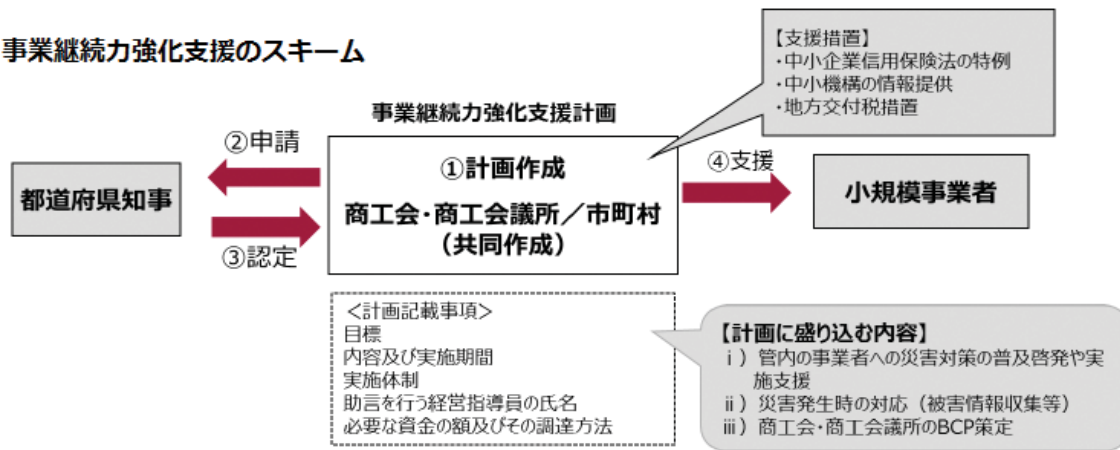 事業継続力強化支援のスキーム
【支援措置】
・中小企業信用保険法の特例
・中小機構の情報提供
・地方交付税措置
事業継続力強化支援計画
②申請
①計画作成
④支援
都道府県知事
商工会・商工会議所／市町村
（共同作成）
小規模事業者
③認定
＜計画記載事項＞
目標
内容及び実施期間
実施体制
助言を行う経営指導員の氏名
必要な資金の額及びその調達方法
【計画に盛り込む内容】
ⅰ）管内の事業者への災害対策の普及啓発や実
施支援
ⅱ）災害発生時の対応（被害情報収集等）
ⅲ）商工会・商工会議所のBCP策定